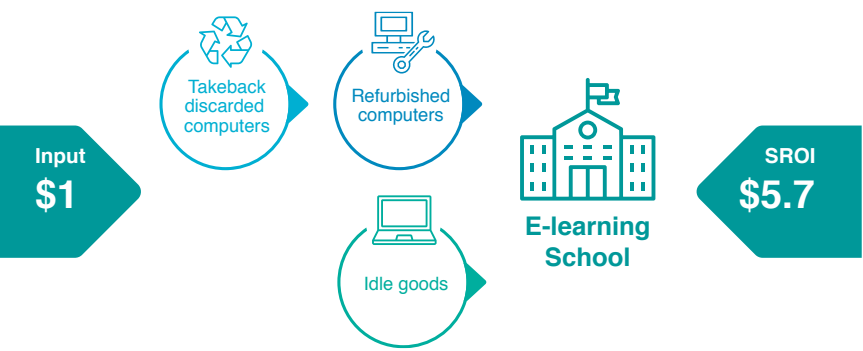 Input
$1
Takeback
discarded
computers
Refurbished
computers
Idle goods
E-learning
School
SROI
$5.7